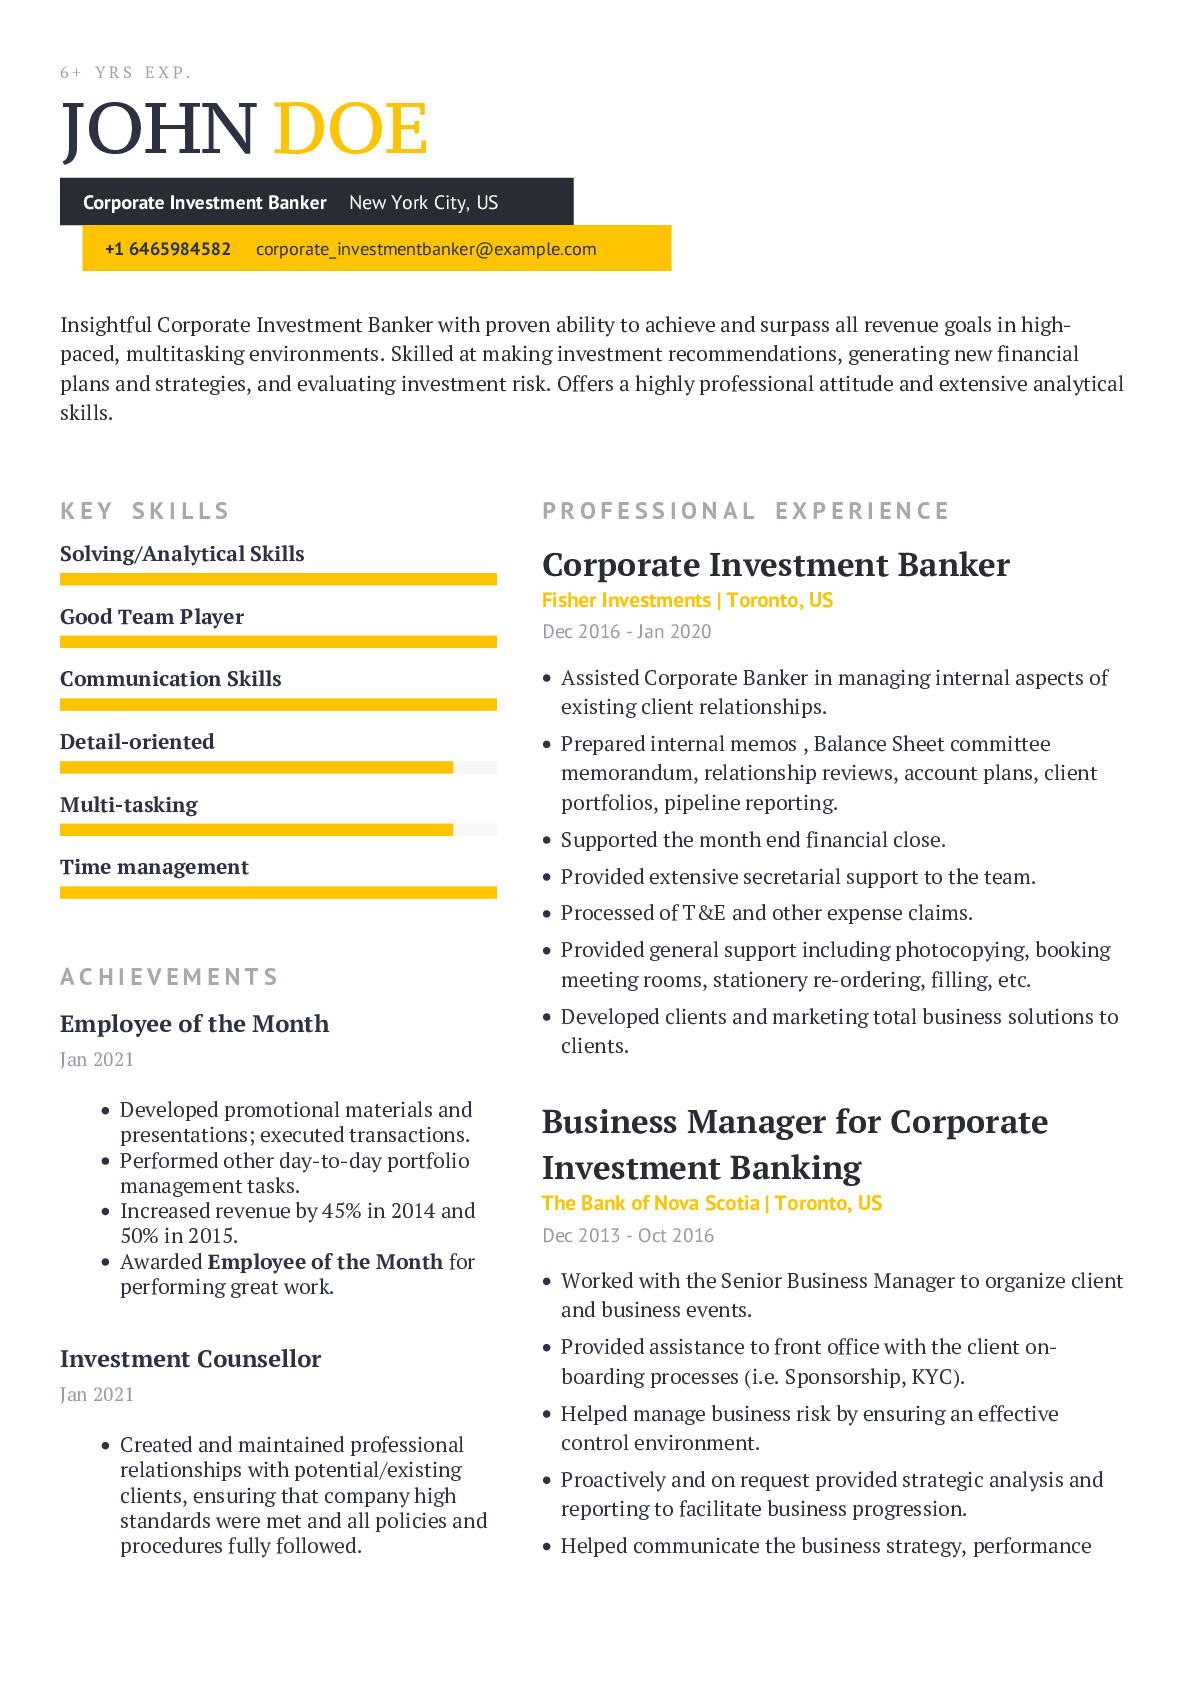 6+ YRS EXP.
JOHN DOE
Corporate Investment Banker New York City, US
+1 6465984582 corporate_investmentbanker@example.com
Insightful Corporate Investment Banker with proven ability to achieve and surpass all revenue goals in high-
paced, multitasking environments. Skilled at making investment recommendations, generating new financial
plans and strategies, and evaluating investment risk. Offers a highly professional attitude and extensive analytical
skills.
KEY SKILLS
Solving/Analytical Skills
Good Team Player
Communication Skills
Detail-oriented
Multi-tasking
Time management
ACHIEVEMENTS
Employee of the Month
Jan 2021
• Developed promotional materials and
presentations; executed transactions.
• Performed other day-to-day portfolio
management tasks.
• Increased revenue by 45% in 2014 and
50% in 2015.
• Awarded Employee of the Month for
performing great work.
Investment Counsellor
Jan 2021
• Created and maintained professional
relationships with potential/existing
clients, ensuring that company high
standards were met and all policies and
procedures fully followed.
PROFESSIONAL EXPERIENCE
Corporate Investment Banker
Fisher Investments | Toronto, US
Dec 2016 - Jan 2020
• Assisted Corporate Banker in managing internal aspects of
existing client relationships.
• Prepared internal memos , Balance Sheet committee
memorandum, relationship reviews, account plans, client
portfolios, pipeline reporting.
• Supported the month end financial close.
• Provided extensive secretarial support to the team.
• Processed of T&E and other expense claims.
• Provided general support including photocopying, booking
meeting rooms, stationery re-ordering, filling, etc.
• Developed clients and marketing total business solutions to
clients.
Business Manager for Corporate
Investment Banking
The Bank of Nova Scotia | Toronto, US
Dec 2013 - Oct 2016
• Worked with the Senior Business Manager to organize client
and business events.
• Provided assistance to front office with the client on-
boarding processes (i.e. Sponsorship, KYC).
• Helped manage business risk by ensuring an effective
control environment.
• Proactively and on request provided strategic analysis and
reporting to facilitate business progression.
• Helped communicate the business strategy, performance